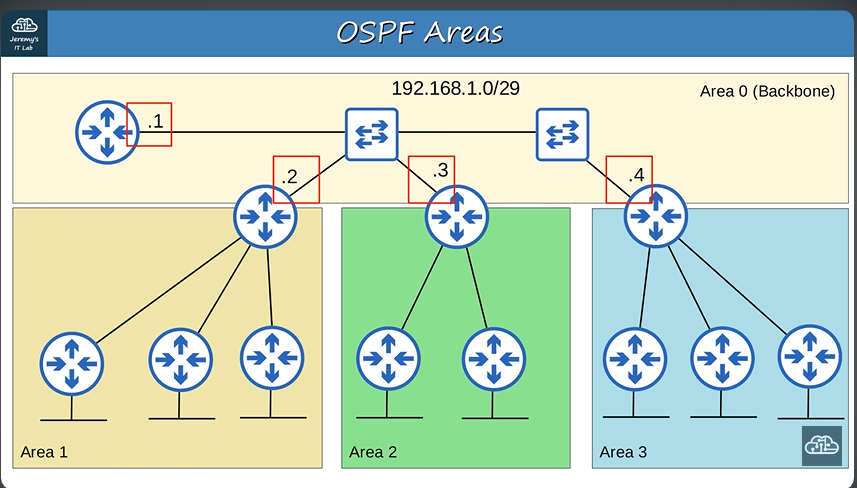 Jeremy's
IT Lab
OSPF Areas
192.168.1.0/29
Area 0 (Backbone)
.1
.2
.3
.4
Area 1
Area 2
Area 3